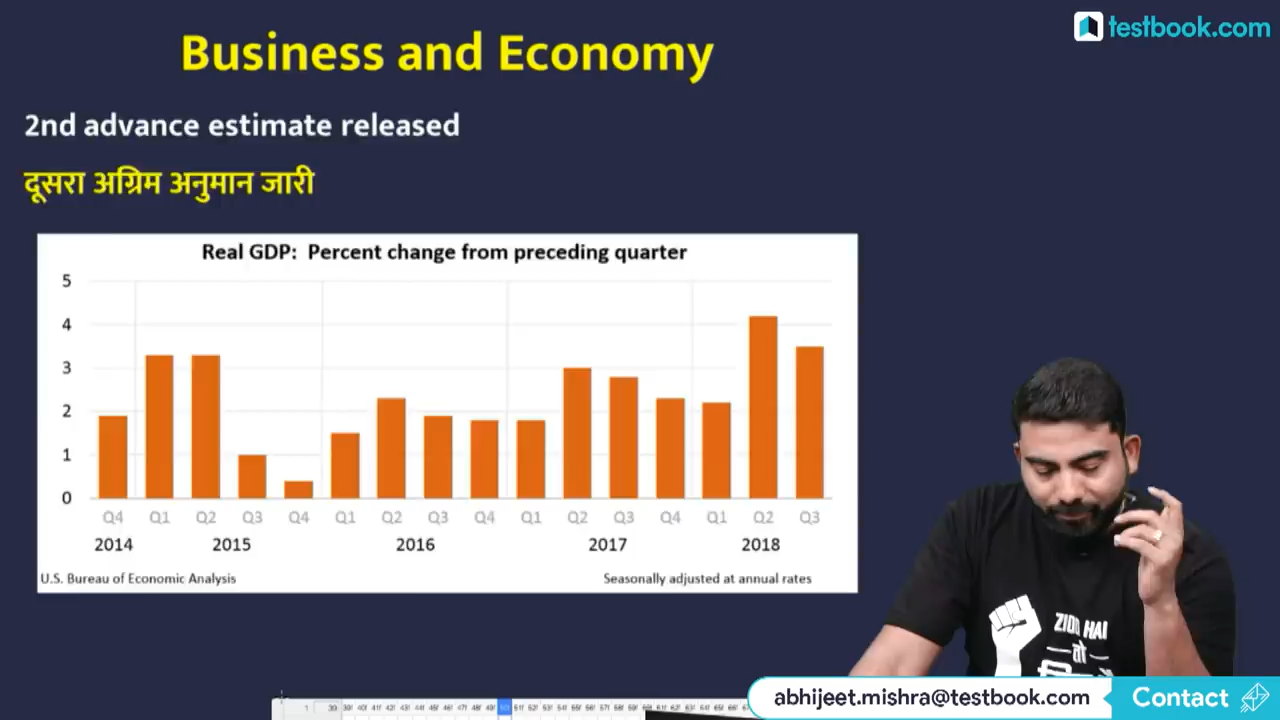 testbook.com
Business and Economy
2nd advance estimate released
दूसरा अग्रिम अनुमान जारी
Real GDP: Percent change from preceding quarter
5
4
3
2
1
0
Q4 Q1 Q2 Q3 Q4 Q1 Q2 Q3 Q4 Q1 Q2 Q3 Q4 Q1 Q2 Q3
2014 2015 2016 2017 2018
U.S. Bureau of Economic Analysis Seasonally adjusted at annual rates
ZIDD HAI
तो
abhijeet.mishra@testbook.com Contact